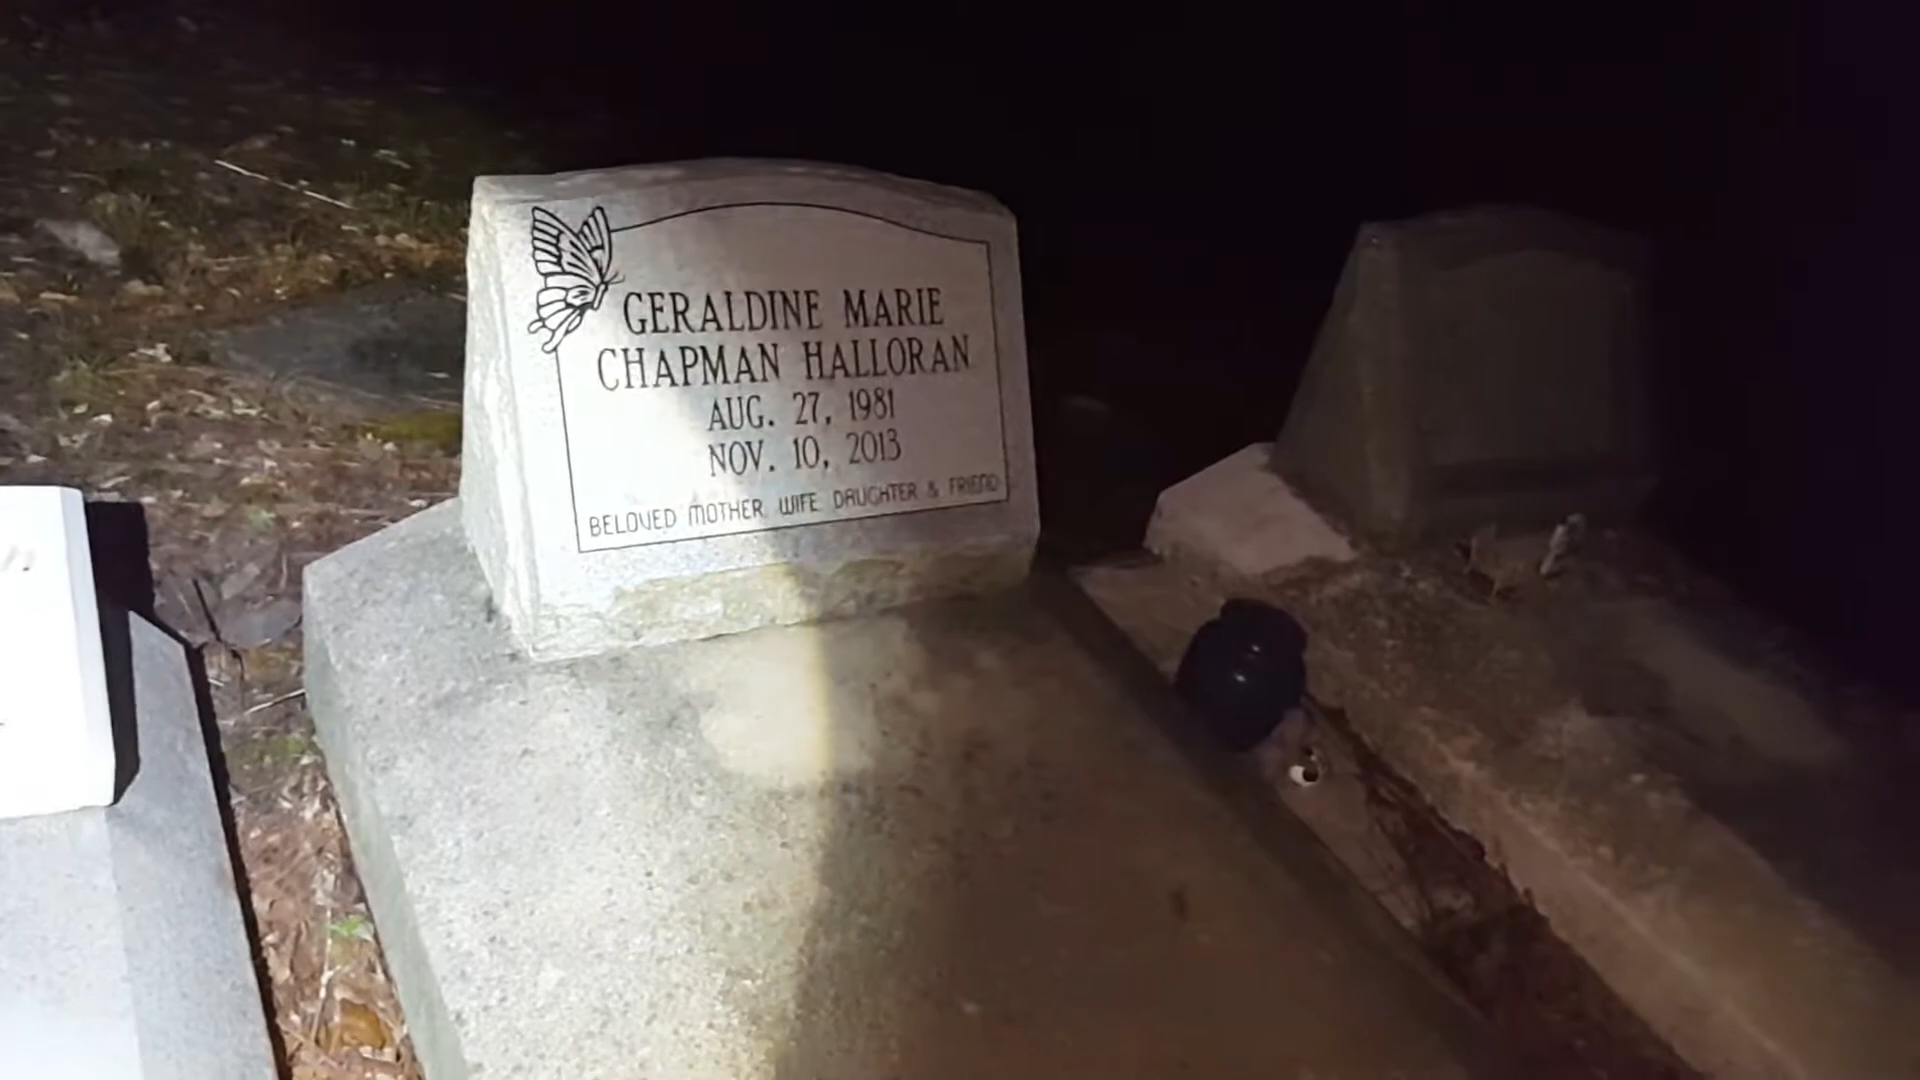 GERALDINE MARIE
CHAPMAN HALLORAN
AUG. 27, 1981
NOV. 10, 2013
BELOVED MOTHER, WIFE, DAUGHTER & FRIEND